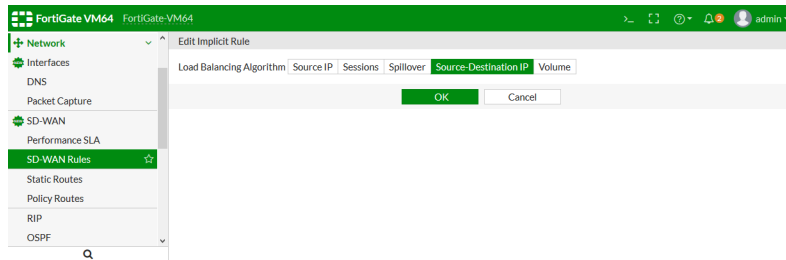 FortiGate VM64 FortiGate-VM64
>_ 2 admin
Network
Interfaces
DNS
Packet Capture
SD-WAN
Performance SLA
SD-WAN Rules
Static Routes
Policy Routes
RIP
OSPF
Edit Implicit Rule
Load Balancing Algorithm Source IP Sessions Spillover Source-Destination IP Volume
OK Cancel